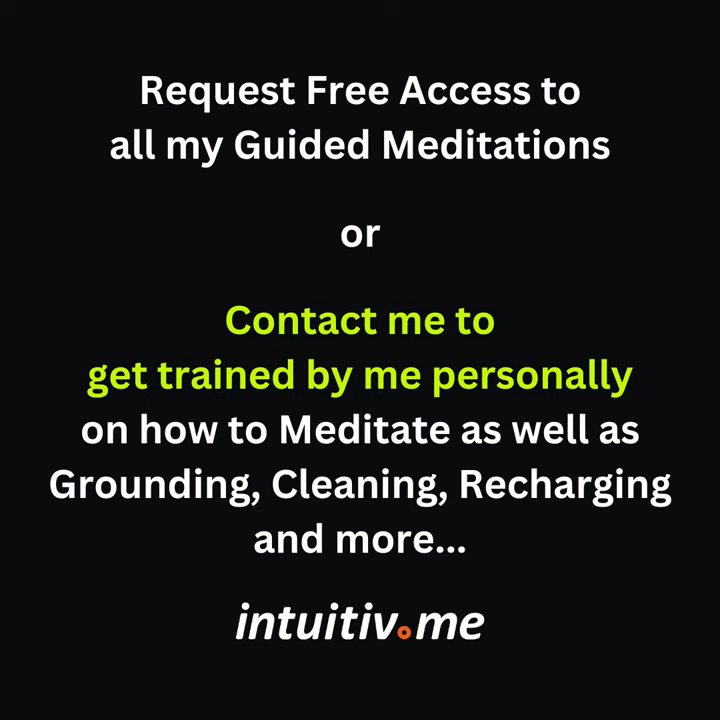 Request Free Access to
all my Guided Meditations
or
Contact me to
get trained by me personally
on how to Meditate as well as
Grounding, Cleaning, Recharging
and more...
intuitiv.me